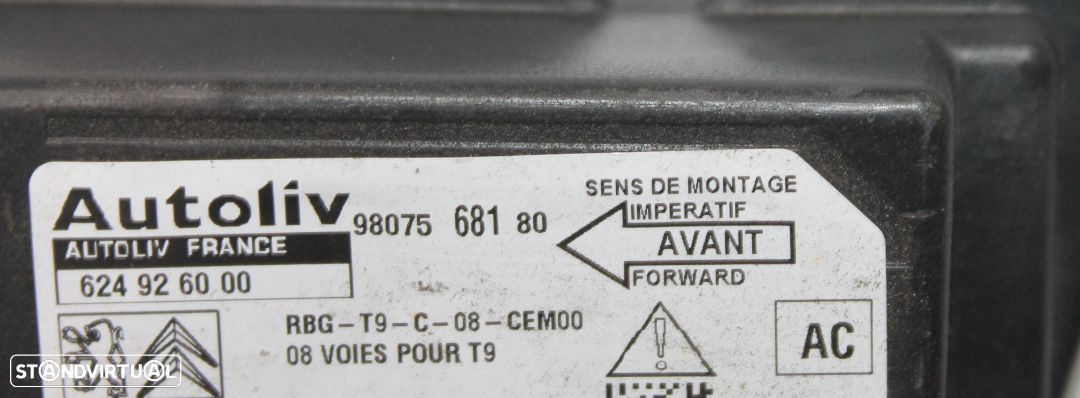 Autoliv
98075 681 80
AUTOLIV FRANCE
624 92 60 00
SENS DE MONTAGE
IMPERATIF
AVANT
FORWARD
RBG-T9-C-08-CEM00
08 VOIES POUR T9
AC
STANDVIRTUAL